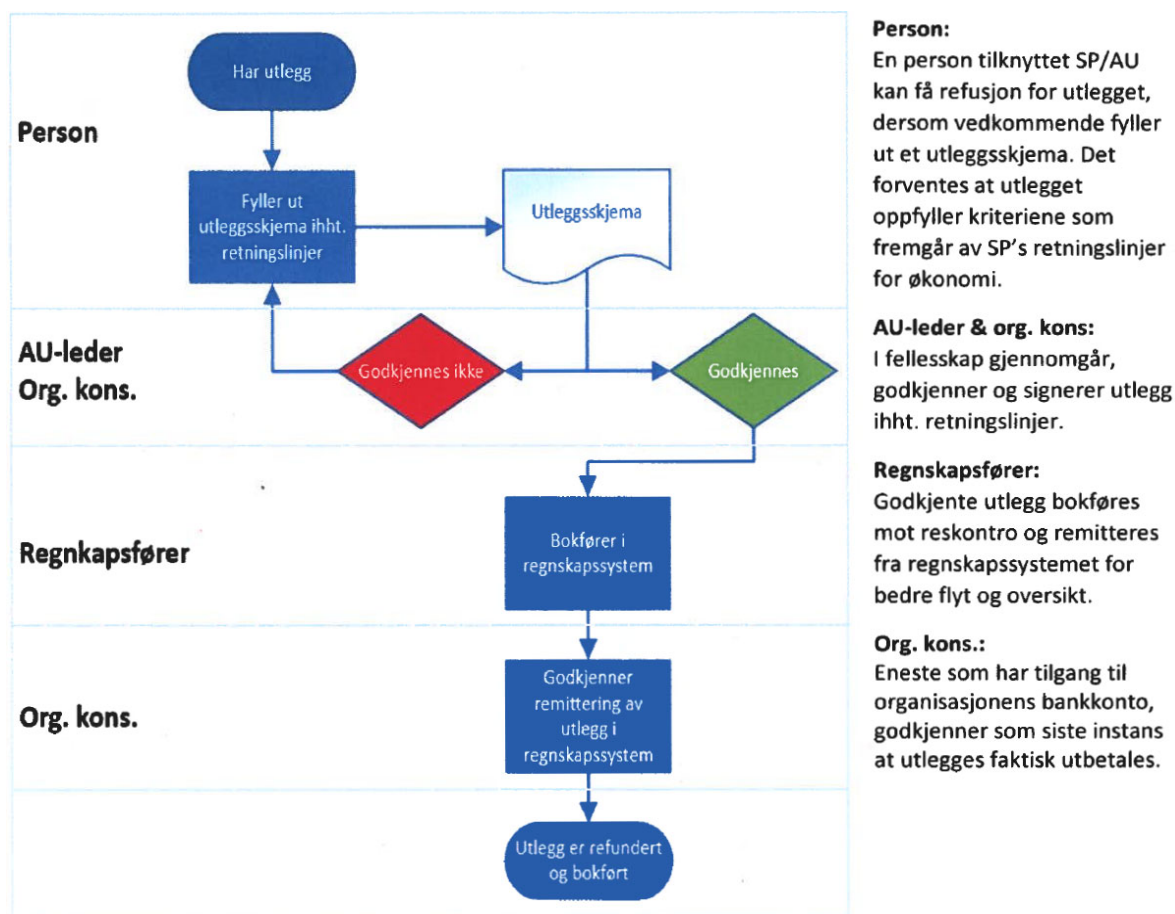 Har utlegg
Person
Fyller ut
utleggsskjema ihht.
retningslinjer
Utleggsskjema
AU-leder
Org. kons.
Godkjennes ikke
Godkjennes
Regnkapsfører
Bokfører i
regnskapssystem
Org. kons.
Godkjenner
remittering av
utlegg i
regnskapssystem
Utlegg er refundert
og bokført
Person:
En person tilknyttet SP/AU
kan få refusjon for utlegget,
dersom vedkommende fyller
ut et utleggsskjema. Det
forventes at utlegget
oppfyller kriteriene som
fremgår av SP's retningslinjer
for økonomi.
AU-leder & org. kons:
I fellesskap gjennomgår,
godkjenner og signerer utlegg
ihht. retningslinjer.
Regnskapsfører:
Godkjente utlegg bokføres
mot reskontro og remitteres
fra regnskapssystemet for
bedre flyt og oversikt.
Org. kons.:
Eneste som har tilgang til
organisasjonens bankkonto,
godkjenner som siste instans
at utlegges faktisk utbetales.